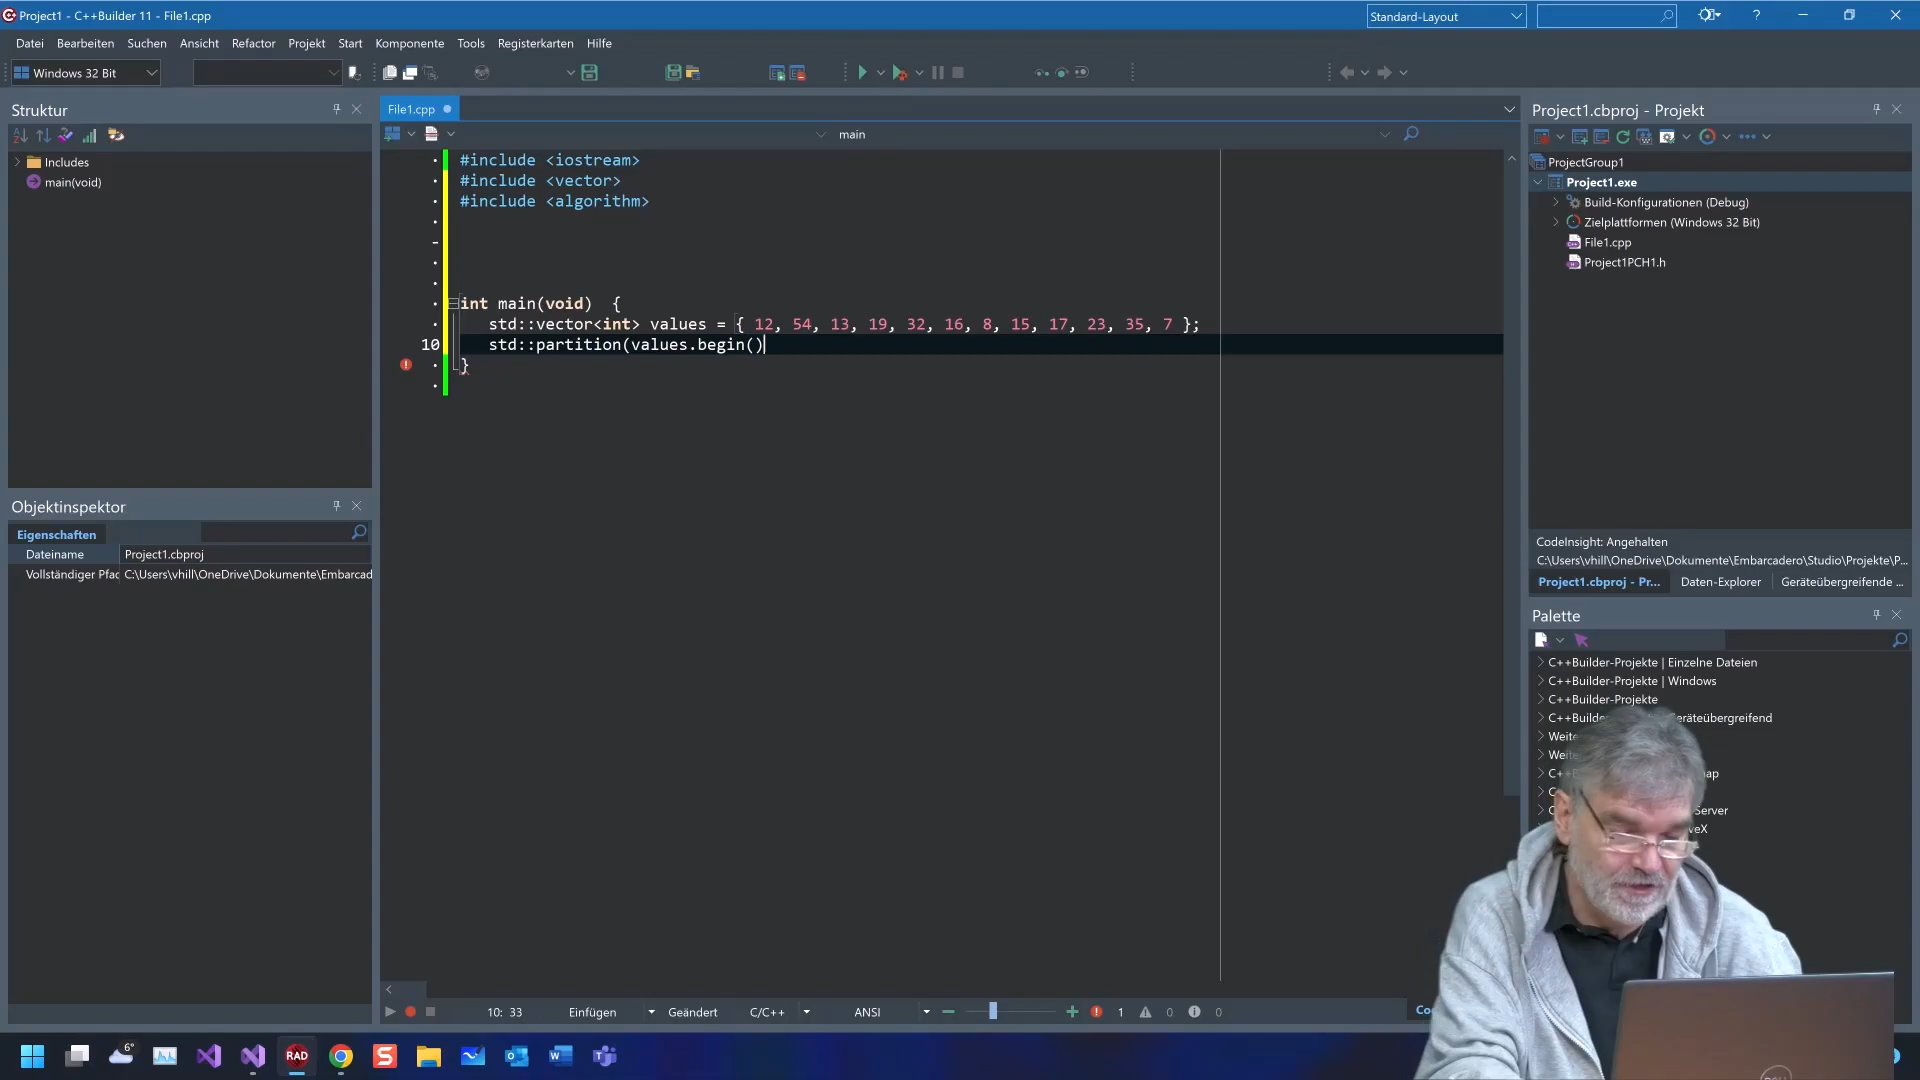 Project1 - C++Builder 11 - File1.cpp
Standard-Layout
?
Datei Bearbeiten Suchen Ansicht Refactor Projekt Start Komponente Tools Registerkarten Hilfe
Windows 32 Bit
Struktur
Includes
main(void)
Objektinspektor
Eigenschaften
Dateiname Project1.cbproj
Vollständiger Pfad C:\Users\vhill\OneDrive\Dokumente\Embarcad
File1.cpp
main
#include <iostream>
#include <vector>
#include <algorithm>
int main(void) {
std::vector<int> values = { 12, 54, 13, 19, 32, 16, 8, 15, 17, 23, 35, 7 };
10 std::partition(values.begin()
}
10: 33 Einfügen Geändert C/C++ ANSI 1 0 0
Project1.cbproj - Projekt
ProjectGroup1
Project1.exe
Build-Konfigurationen (Debug)
Zielplattformen (Windows 32 Bit)
File1.cpp
Project1PCH1.h
CodeInsight: Angehalten
C:\Users\vhill\OneDrive\Dokumente\Embarcadero\Studio\Projekte\P...
Project1.cbproj - Pr... Daten-Explorer Geräteübergreifende ...
Palette
C++Builder-Projekte | Einzelne Dateien
C++Builder-Projekte | Windows
C++Builder-Projekte
C++Builder Geräteübergreifend
Weite
Weite
Server
veX
6°
RAD